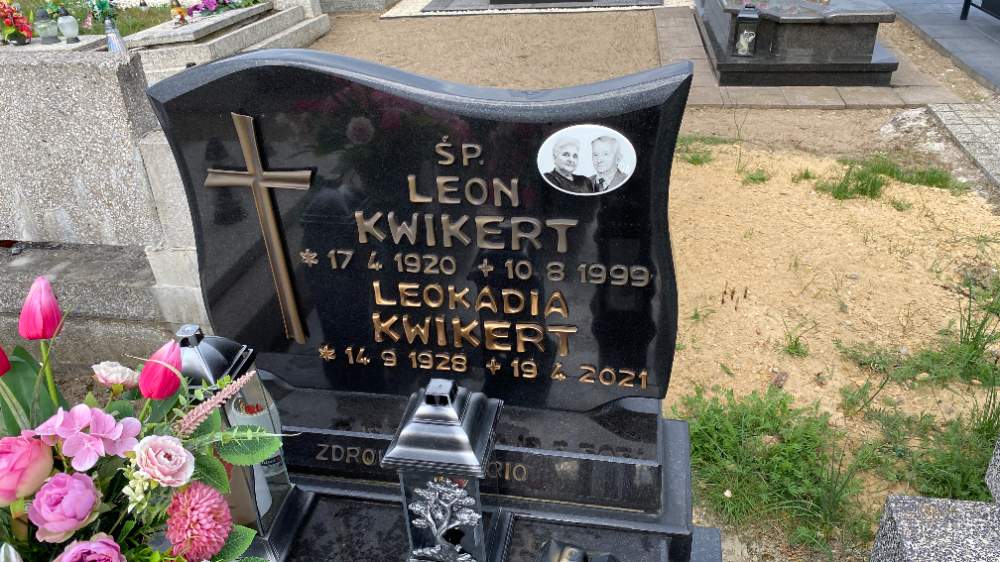 ŚP.
LEON
KWIKERT
* 17 4 1920 + 10 8 1999
LEOKADIA
KWIKERT
* 14 9 1928 + 19 4 2021